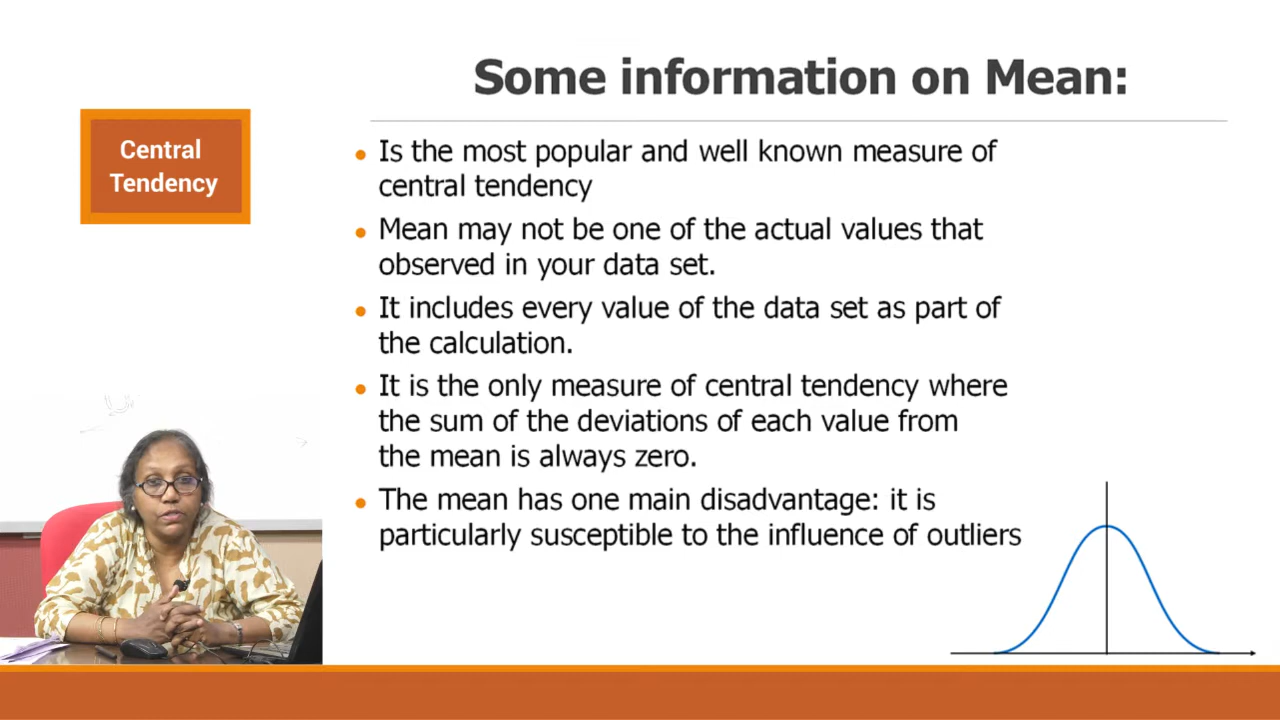 Some information on Mean:
Central
Tendency
Is the most popular and well known measure of
central tendency
Mean may not be one of the actual values that
observed in your data set.
It includes every value of the data set as part of
the calculation.
It is the only measure of central tendency where
the sum of the deviations of each value from
the mean is always zero.
The mean has one main disadvantage: it is
particularly susceptible to the influence of outliers